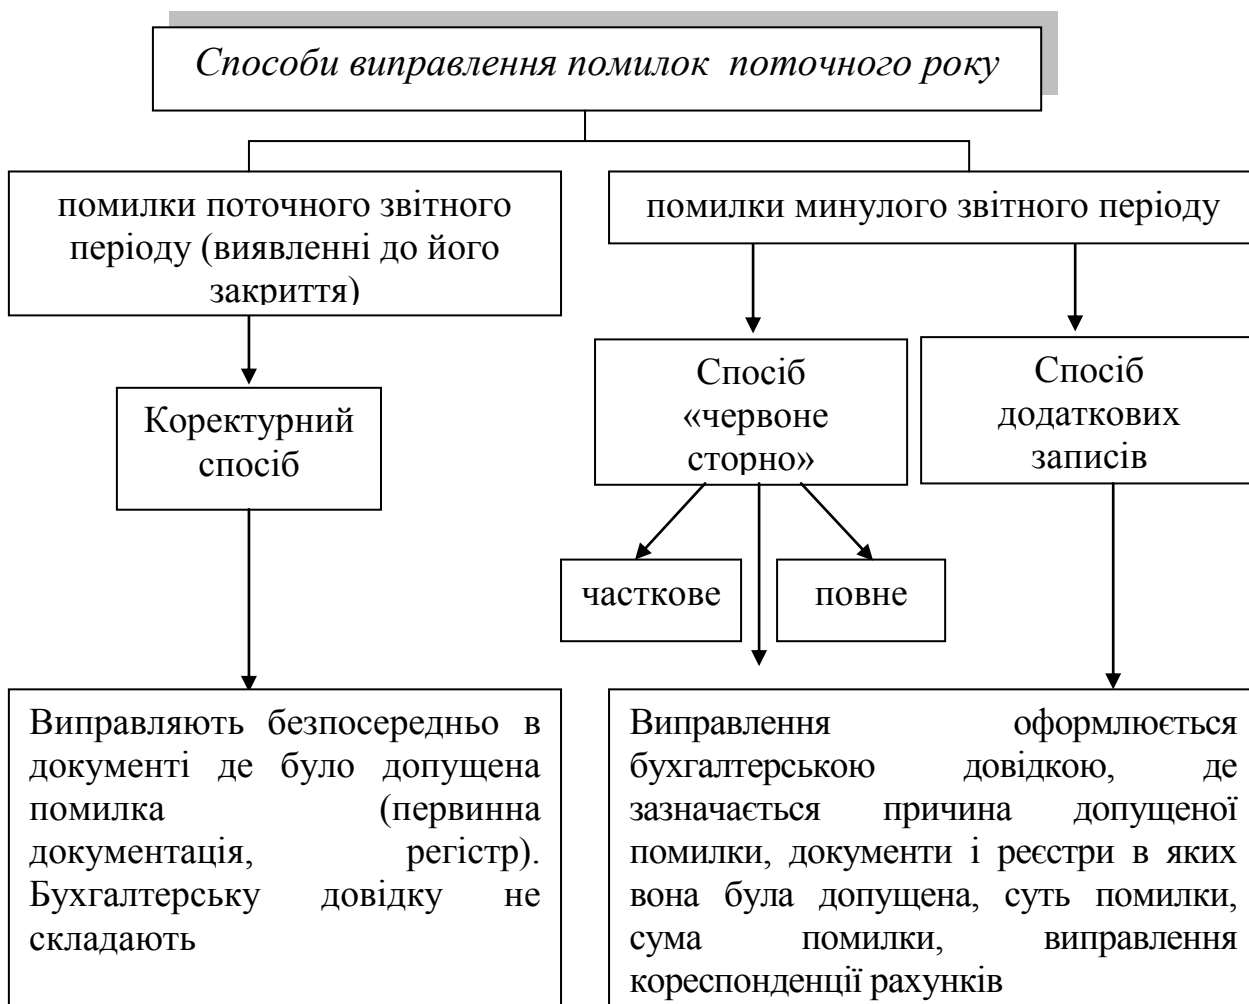 Способи виправлення помилок поточного року
помилки поточного звітного
періоду (виявленні до його
закриття)
помилки минулого звітного періоду
Коректурний
спосіб
Спосіб
«червоне
сторно»
Спосіб
додаткових
записів
часткове
повне
Виправляють безпосередньо в
документі де було допущена
помилка (первинна
документація, регістр).
Бухгалтерську довідку не
складають
Виправлення оформлюється
бухгалтерською довідкою, де
зазначається причина допущеної
помилки, документи і реєстри в яких
вона була допущена, суть помилки,
сума помилки, виправлення
кореспонденції рахунків